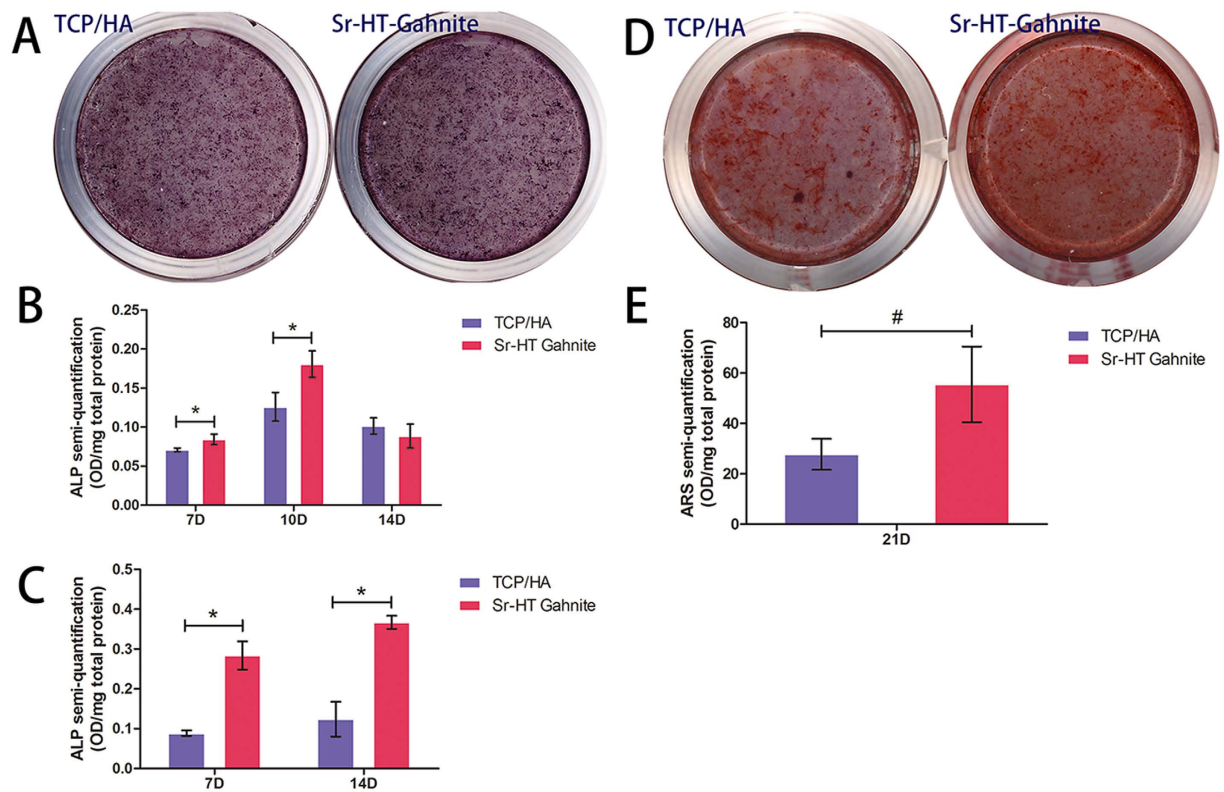 A
TCP/HA
Sr-HT-Gahnite
B
ALP semi-quantification
(OD/mg total protein)
0.25
0.20
0.15
0.10
0.05
0.00
*
*
7D
10D
14D
TCP/HA
Sr-HT Gahnite
C
ALP semi-quantification
(OD/mg total protein)
0.5
0.4
0.3
0.2
0.1
0.0
*
*
7D
14D
TCP/HA
Sr-HT Gahnite
D
TCP/HA
Sr-HT-Gahnite
E
ARS semi-quantification
(OD/mg total protein)
80
60
40
20
0
#
21D
TCP/HA
Sr-HT Gahnite